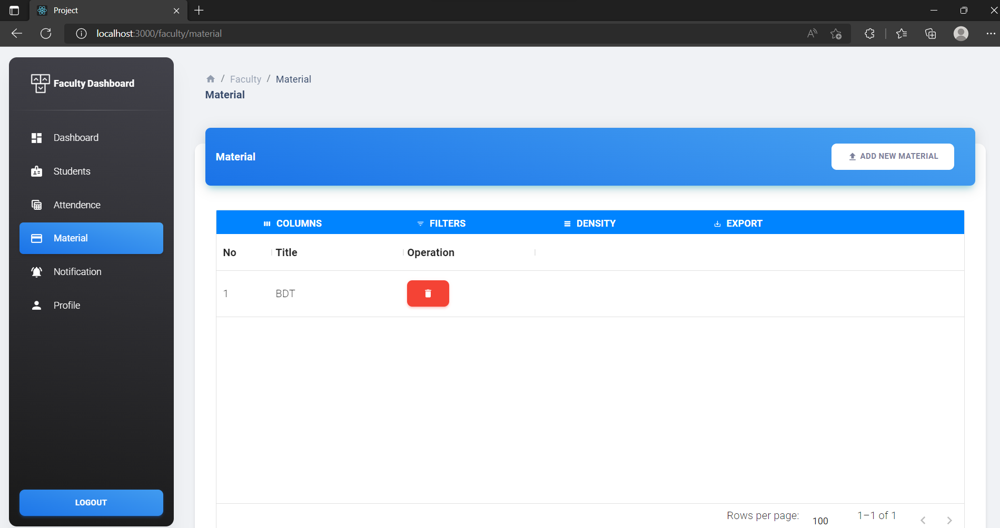 Project
localhost:3000/faculty/material
Faculty Dashboard
Dashboard
Students
Attendence
Material
Notification
Profile
LOGOUT
/ Faculty / Material
Material
Material
ADD NEW MATERIAL
COLUMNS FILTERS DENSITY EXPORT
No Title Operation
1 BDT
Rows per page: 100 1–1 of 1